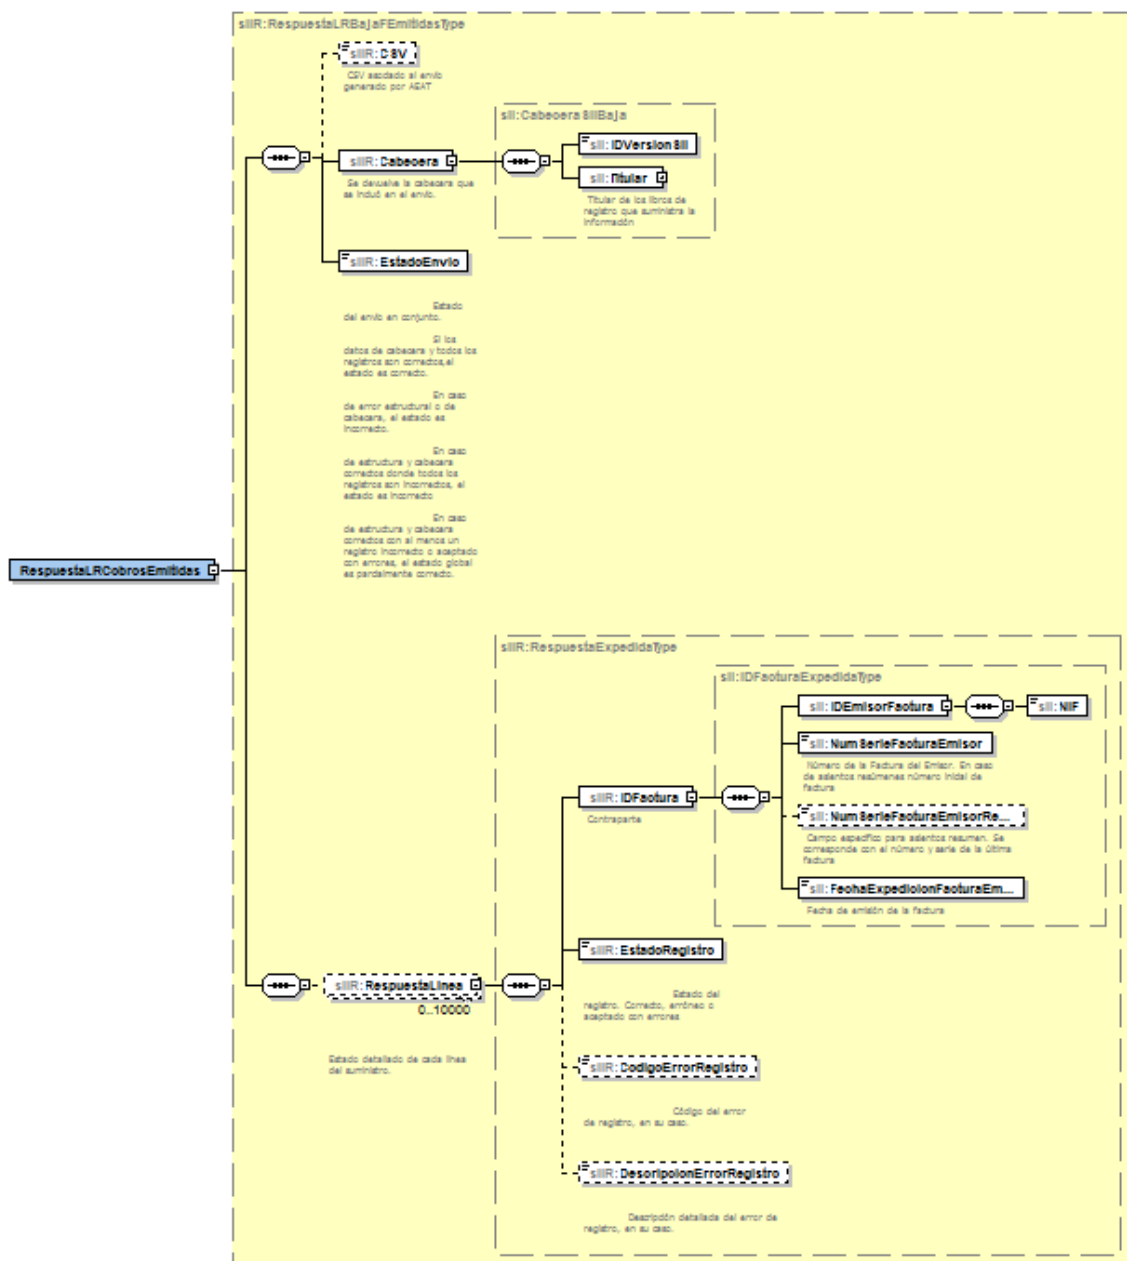 siiR:RespuestaLRBajaFEmitidasType
siiR:CSV
CSV asociado al envío
generado por AEAT
sii:CabeceraSiiBaja
sii:IDVersionSii
siiR:Cabecera
sii:Titular
Se devuelve la cabecera que
se incluó en el envío.
Titular de los libros de
registro que suministra la
información
siiR:EstadoEnvio
Estado
del envío en conjunto.
Si los
datos de cabecera y todos los
registros son correctos,el
estado es correcto.
En caso
de error estructural o de
cabecera, el estado es
incorrecto.
En caso
de estructura y cabecera
correctos donde todos los
registros son incorrectos, el
estado es incorrecto
En caso
de estructura y cabecera
correctos con al menos un
registro incorrecto o aceptado
con errores, el estado global
es parcialmente correcto.
RespuestaLRCobrosEmitidas
siiR:RespuestaExpedidaType
sii:IDFacturaExpedidaType
sii:IDEmisorFactura
sii:NIF
sii:NumSerieFacturaEmisor
Número de la Factura del Emisor. En caso
de asientos resúmenes número inicial de
factura
siiR:IDFactura
Contraparte
sii:NumSerieFacturaEmisorRe...
Campo específico para asientos resumen. Se
corresponde con el número y serie de la última
factura
sii:FechaExpedicionFacturaEm...
Fecha de emisión de la factura
siiR:EstadoRegistro
Estado del
registro. Correcto, erróneo o
aceptado con errores
siiR:RespuestaLinea
0..10000
Estado detallado de cada línea
del suministro.
siiR:CodigoErrorRegistro
Código del error
de registro, en su caso.
siiR:DescripcionErrorRegistro
Descripción detallada del error de
registro, en su caso.